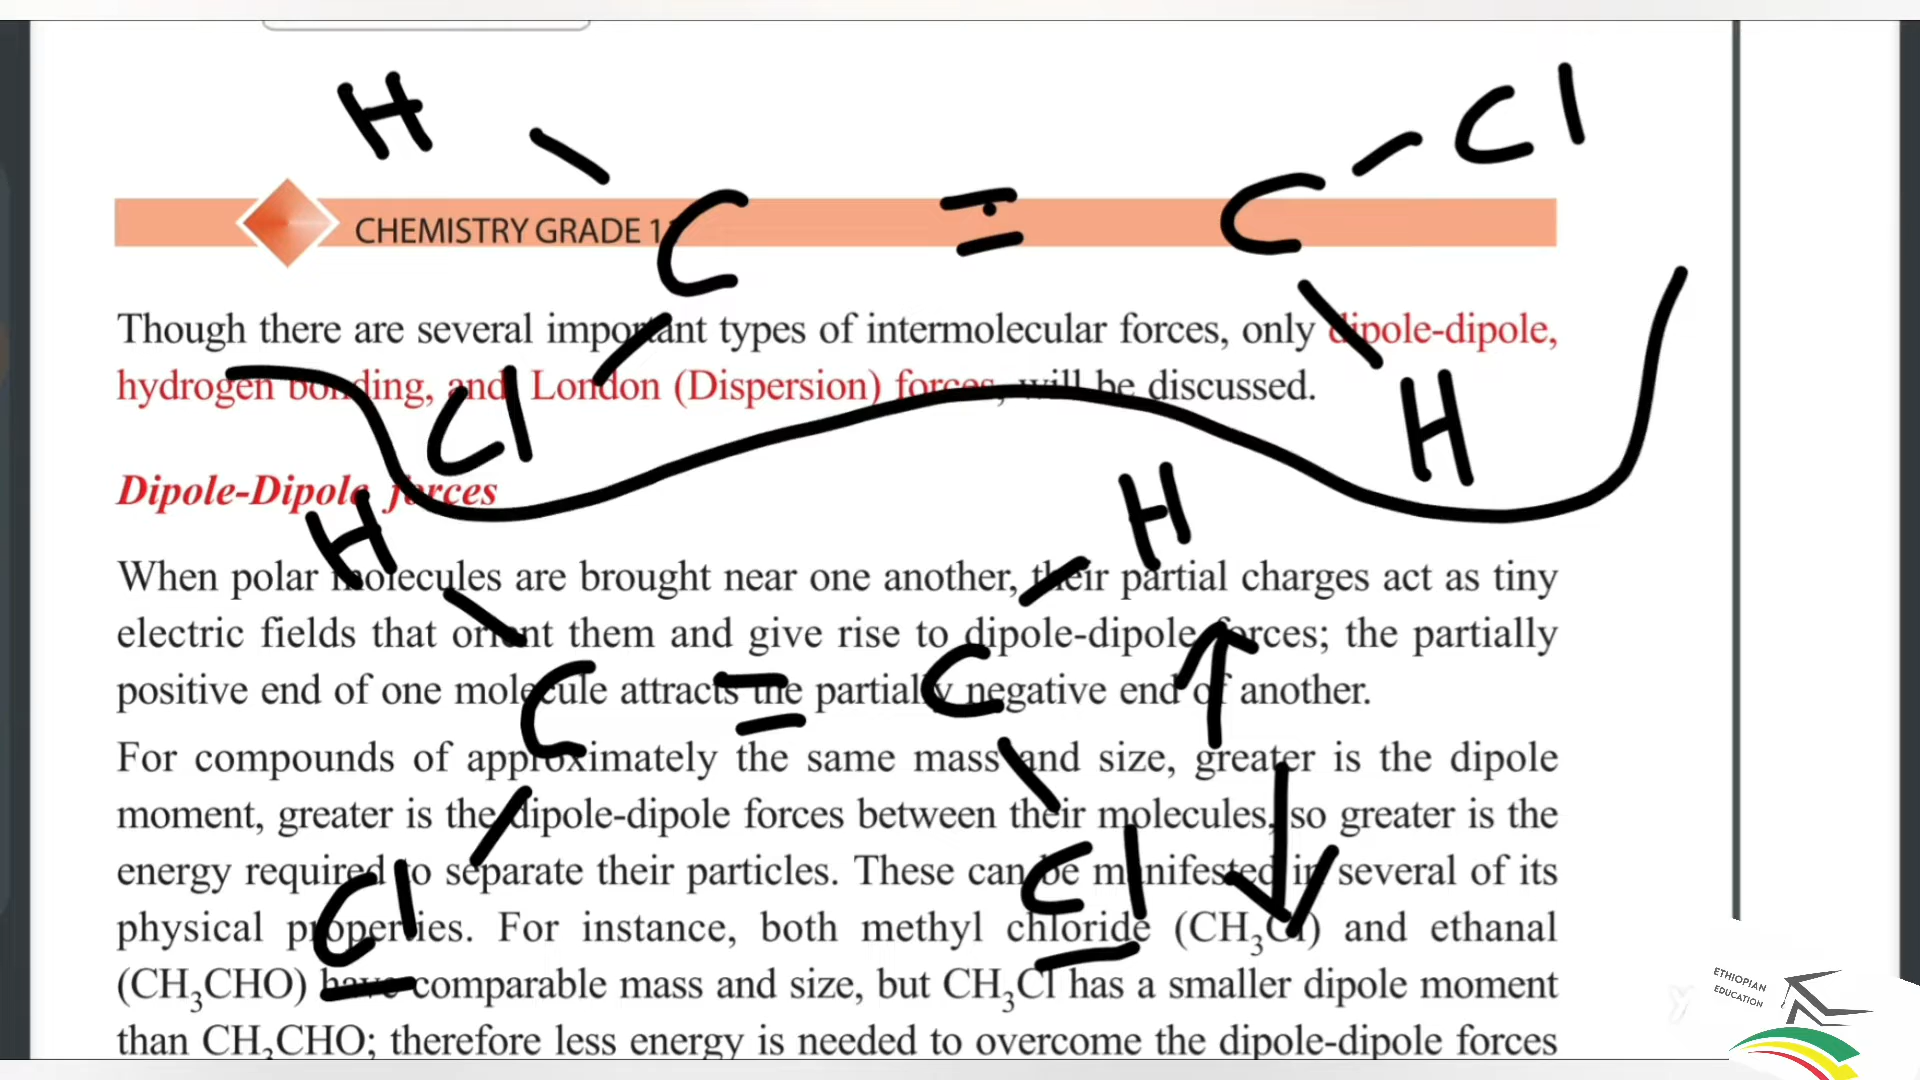 H Cl
C = C
CHEMISTRY GRADE 11
Though there are several important types of intermolecular forces, only dipole-dipole,
hydrogen bonding, and London (Dispersion) forces, will be discussed.
Cl H
Dipole-Dipole forces
H H
When polar molecules are brought near one another, their partial charges act as tiny
electric fields that orient them and give rise to dipole-dipole forces; the partially
C = C
positive end of one molecule attracts the partially negative end of another.
For compounds of approximately the same mass and size, greater is the dipole
moment, greater is the dipole-dipole forces between their molecules, so greater is the
energy required to separate their particles. These can be manifested in several of its
Cl Cl
physical properties. For instance, both methyl chloride (CH₃Cl) and ethanal
(CH₃CHO) have comparable mass and size, but CH₃Cl has a smaller dipole moment
than CH₃CHO; therefore less energy is needed to overcome the dipole-dipole forces
ETHIOPIAN
EDUCATION